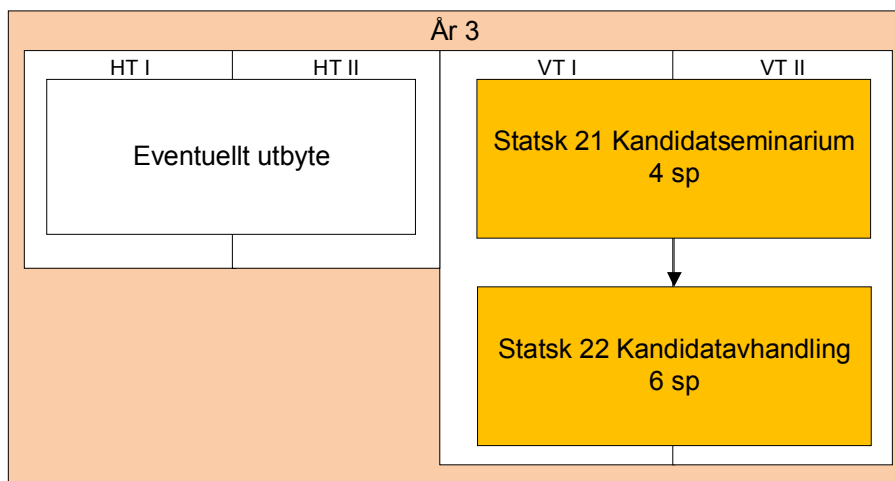 År 3
HT I
HT II
VT I
VT II
Eventuellt utbyte
Statsk 21 Kandidatseminarium
4 sp
Statsk 22 Kandidatavhandling
6 sp